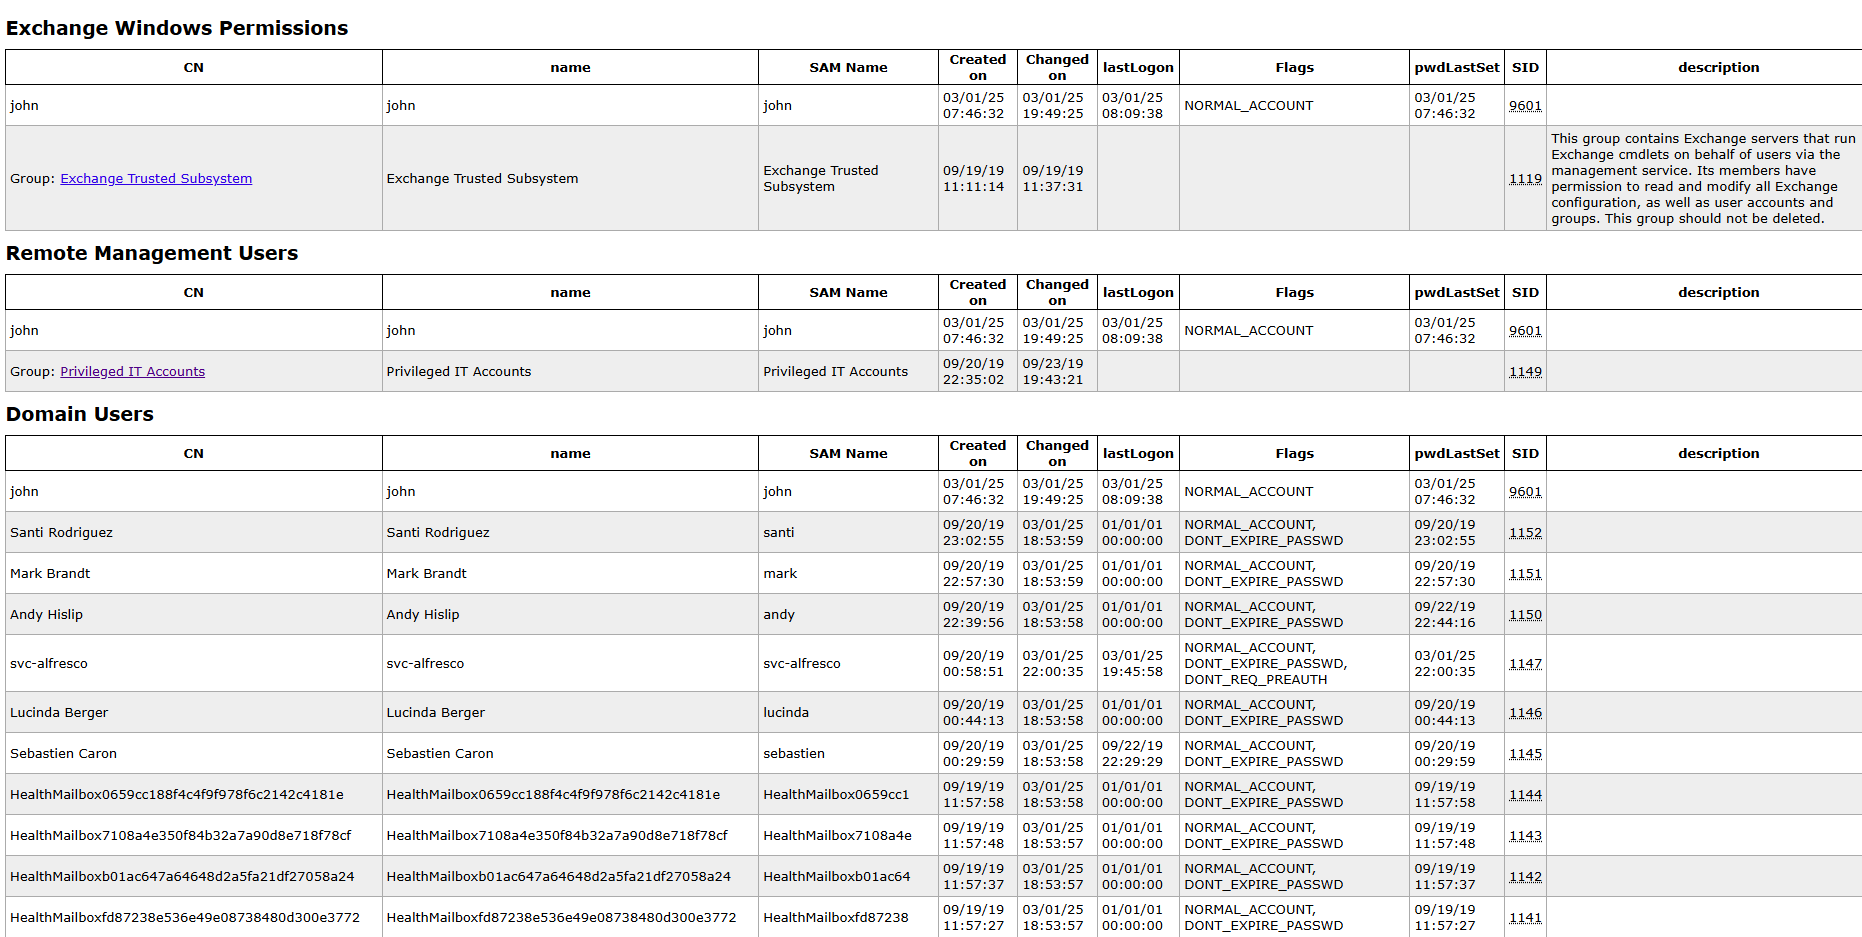 Exchange Windows Permissions
CN name SAM Name Created on Changed on lastLogon Flags pwdLastSet SID description
john john john 03/01/25 07:46:32 03/01/25 19:49:25 03/01/25 08:09:38 NORMAL_ACCOUNT 03/01/25 07:46:32 9601
Group: Exchange Trusted Subsystem Exchange Trusted Subsystem Exchange Trusted Subsystem 09/19/19 11:11:14 09/19/19 11:37:31 1119 This group contains Exchange servers that run Exchange cmdlets on behalf of users via the management service. Its members have permission to read and modify all Exchange configuration, as well as user accounts and groups. This group should not be deleted.
Remote Management Users
CN name SAM Name Created on Changed on lastLogon Flags pwdLastSet SID description
john john john 03/01/25 07:46:32 03/01/25 19:49:25 03/01/25 08:09:38 NORMAL_ACCOUNT 03/01/25 07:46:32 9601
Group: Privileged IT Accounts Privileged IT Accounts Privileged IT Accounts 09/20/19 22:35:02 09/23/19 19:43:21 1149
Domain Users
CN name SAM Name Created on Changed on lastLogon Flags pwdLastSet SID description
john john john 03/01/25 07:46:32 03/01/25 19:49:25 03/01/25 08:09:38 NORMAL_ACCOUNT 03/01/25 07:46:32 9601
Santi Rodriguez Santi Rodriguez santi 09/20/19 23:02:55 03/01/25 18:53:59 01/01/01 00:00:00 NORMAL_ACCOUNT, DONT_EXPIRE_PASSWD 09/20/19 23:02:55 1152
Mark Brandt Mark Brandt mark 09/20/19 22:57:30 03/01/25 18:53:59 01/01/01 00:00:00 NORMAL_ACCOUNT, DONT_EXPIRE_PASSWD 09/20/19 22:57:30 1151
Andy Hislip Andy Hislip andy 09/20/19 22:39:56 03/01/25 18:53:58 01/01/01 00:00:00 NORMAL_ACCOUNT, DONT_EXPIRE_PASSWD 09/22/19 22:44:16 1150
svc-alfresco svc-alfresco svc-alfresco 09/20/19 00:58:51 03/01/25 22:00:35 03/01/25 19:45:58 NORMAL_ACCOUNT, DONT_EXPIRE_PASSWD, DONT_REQ_PREAUTH 03/01/25 22:00:35 1147
Lucinda Berger Lucinda Berger lucinda 09/20/19 00:44:13 03/01/25 18:53:58 01/01/01 00:00:00 NORMAL_ACCOUNT, DONT_EXPIRE_PASSWD 09/20/19 00:44:13 1146
Sebastien Caron Sebastien Caron sebastien 09/20/19 00:29:59 03/01/25 18:53:58 09/22/19 22:29:29 NORMAL_ACCOUNT, DONT_EXPIRE_PASSWD 09/20/19 00:29:59 1145
HealthMailbox0659cc188f4c4f9f978f6c2142c4181e HealthMailbox0659cc188f4c4f9f978f6c2142c4181e HealthMailbox0659cc1 09/19/19 11:57:58 03/01/25 18:53:58 01/01/01 00:00:00 NORMAL_ACCOUNT, DONT_EXPIRE_PASSWD 09/19/19 11:57:58 1144
HealthMailbox7108a4e350f84b32a7a90d8e718f78cf HealthMailbox7108a4e350f84b32a7a90d8e718f78cf HealthMailbox7108a4e 09/19/19 11:57:48 03/01/25 18:53:57 01/01/01 00:00:00 NORMAL_ACCOUNT, DONT_EXPIRE_PASSWD 09/19/19 11:57:48 1143
HealthMailboxb01ac647a64648d2a5fa21df27058a24 HealthMailboxb01ac647a64648d2a5fa21df27058a24 HealthMailboxb01ac64 09/19/19 11:57:37 03/01/25 18:53:57 01/01/01 00:00:00 NORMAL_ACCOUNT, DONT_EXPIRE_PASSWD 09/19/19 11:57:37 1142
HealthMailboxfd87238e536e49e08738480d300e3772 HealthMailboxfd87238e536e49e08738480d300e3772 HealthMailboxfd87238 09/19/19 11:57:27 03/01/25 18:53:57 01/01/01 00:00:00 NORMAL_ACCOUNT, DONT_EXPIRE_PASSWD 09/19/19 11:57:27 1141